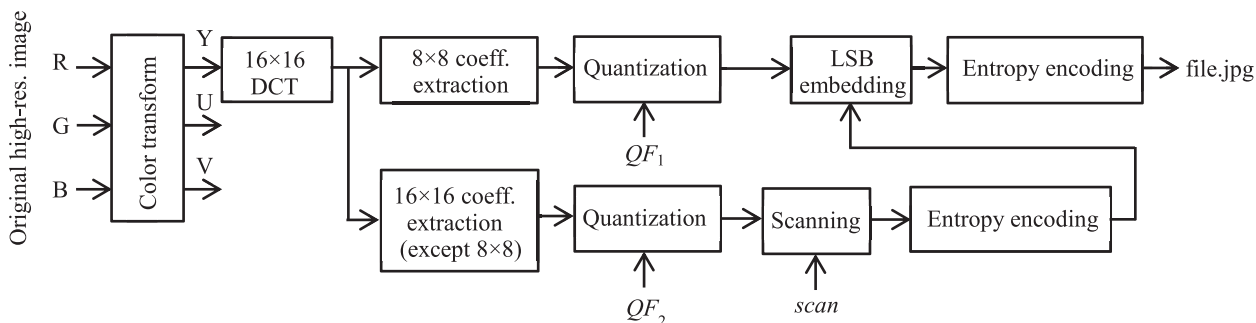 Original high-res. image
R
G
B
Color transform
Y
U
V
16×16
DCT
8×8 coeff.
extraction
Quantization
QF₁
LSB
embedding
Entropy encoding
file.jpg
16×16 coeff.
extraction
(except 8×8)
Quantization
QF₂
Scanning
scan
Entropy encoding